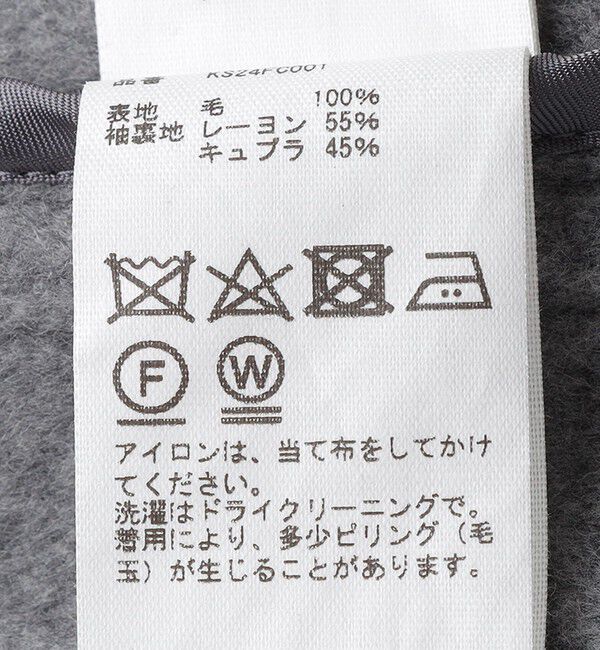 品番 KS24FC001
表地 毛 100%
袖裏地 レーヨン 55%
キュプラ 45%
F W
アイロンは、当て布をしてかけ
てください。
洗濯はドライクリーニングで。
着用により、多少ピリング（毛
玉）が生じることがあります。